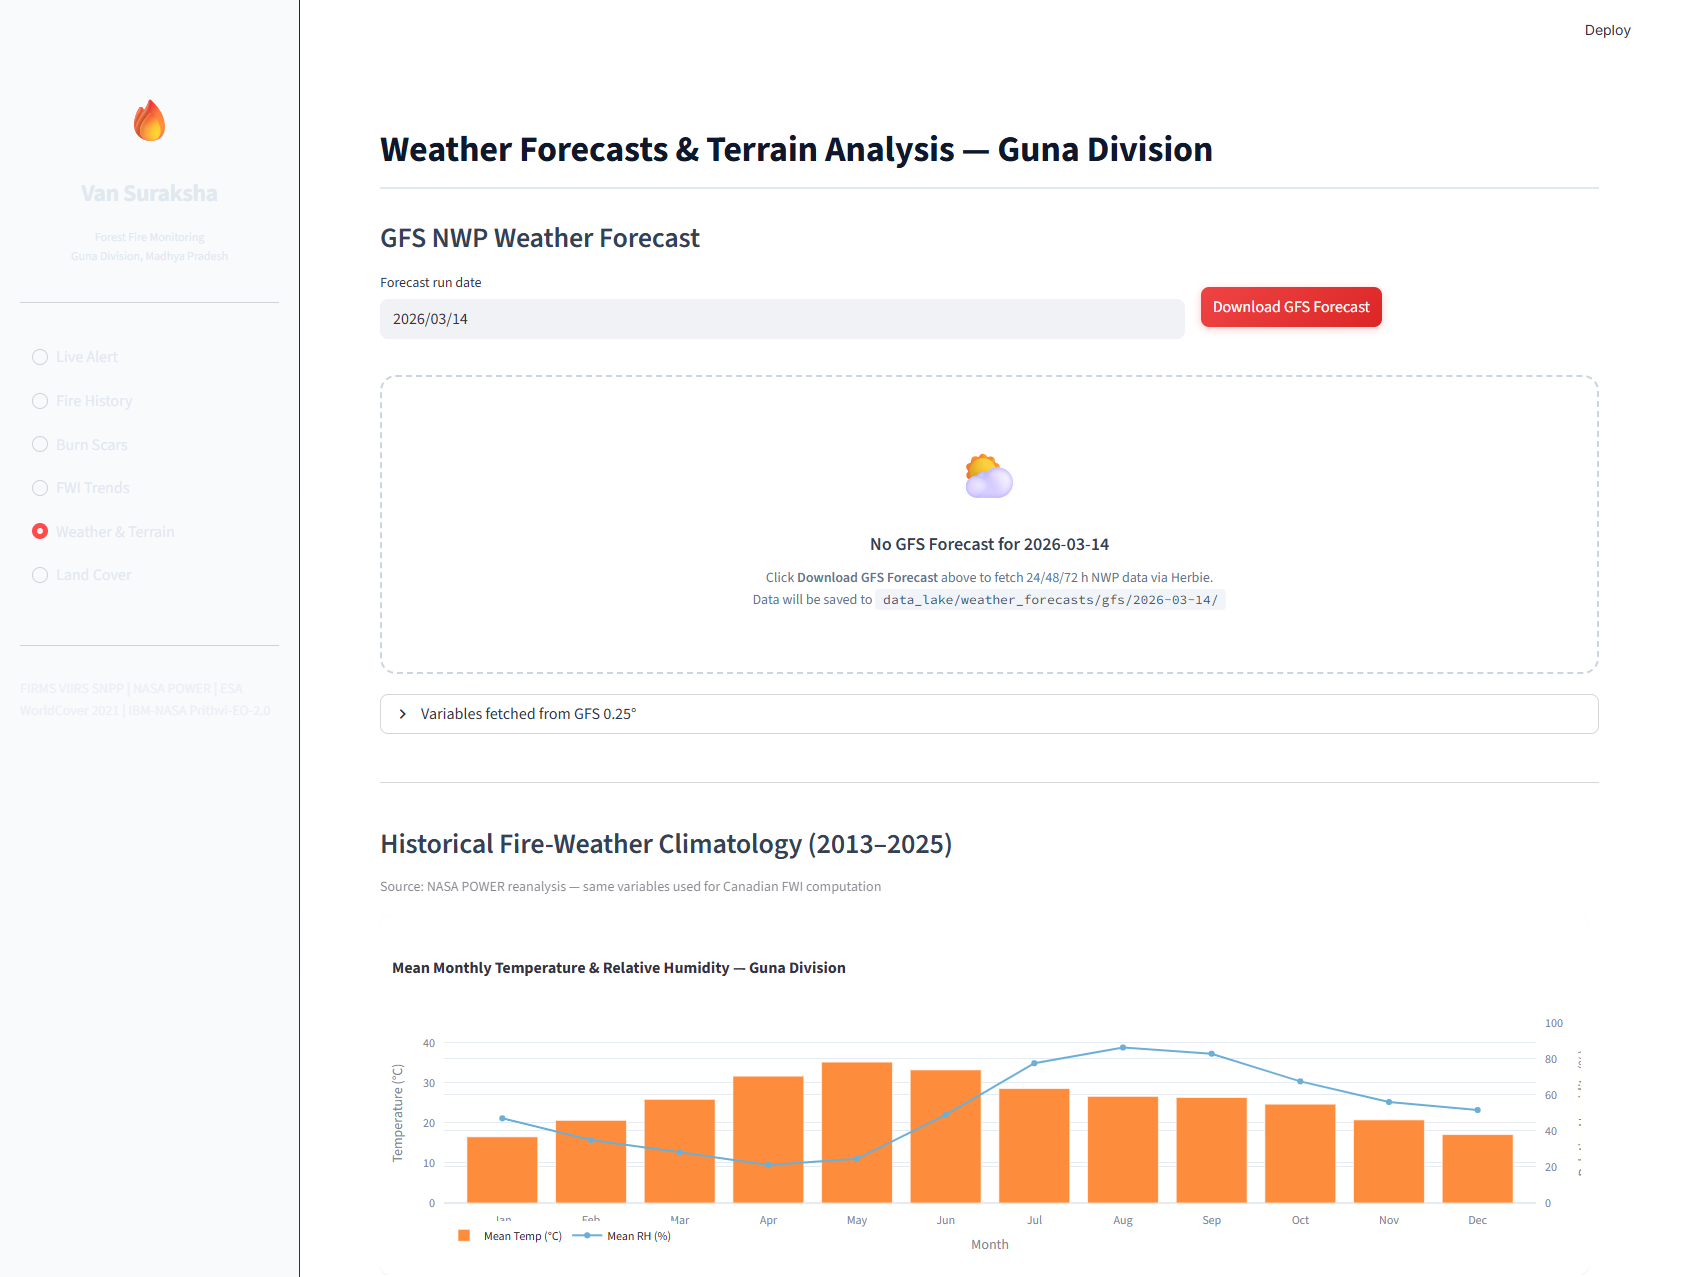 Deploy
Van Suraksha
Forest Fire Monitoring
Guna Division, Madhya Pradesh
Live Alert
Fire History
Burn Scars
FWI Trends
Weather & Terrain
Land Cover
FIRMS VIIRS SNPP | NASA POWER | ESA
WorldCover 2021 | IBM-NASA Prithvi-EO-2.0
Weather Forecasts & Terrain Analysis — Guna Division
GFS NWP Weather Forecast
Forecast run date
2026/03/14
Download GFS Forecast
No GFS Forecast for 2026-03-14
Click Download GFS Forecast above to fetch 24/48/72 h NWP data via Herbie.
Data will be saved to data_lake/weather_forecasts/gfs/2026-03-14/
Variables fetched from GFS 0.25°
Historical Fire-Weather Climatology (2013–2025)
Source: NASA POWER reanalysis — same variables used for Canadian FWI computation
Mean Monthly Temperature & Relative Humidity — Guna Division
Temperature (°C)
40
30
20
10
0
100
80
60
40
20
0
Jan Feb Mar Apr May Jun Jul Aug Sep Oct Nov Dec
Month
Mean Temp (°C) Mean RH (%)